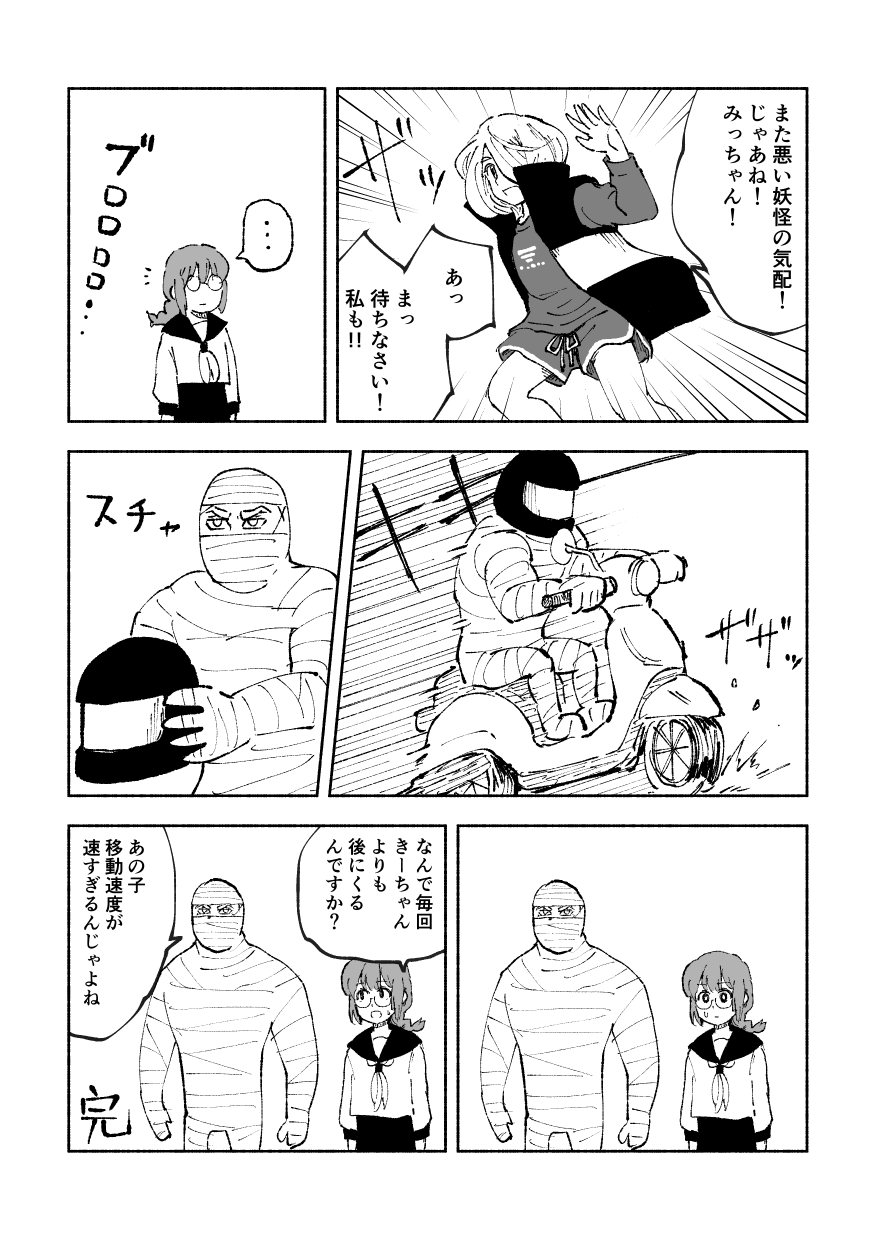 また悪い妖怪の気配！
じゃあね！
みっちゃん！
ズザッ
あっ
まっ
待ちなさい！
私も!!
…
ブロロロロ…
ザザッ
スチャ
なんで毎回
きーちゃん
よりも
後にくる
んですか？
あの子
移動速度が
速すぎるんじゃよね
完